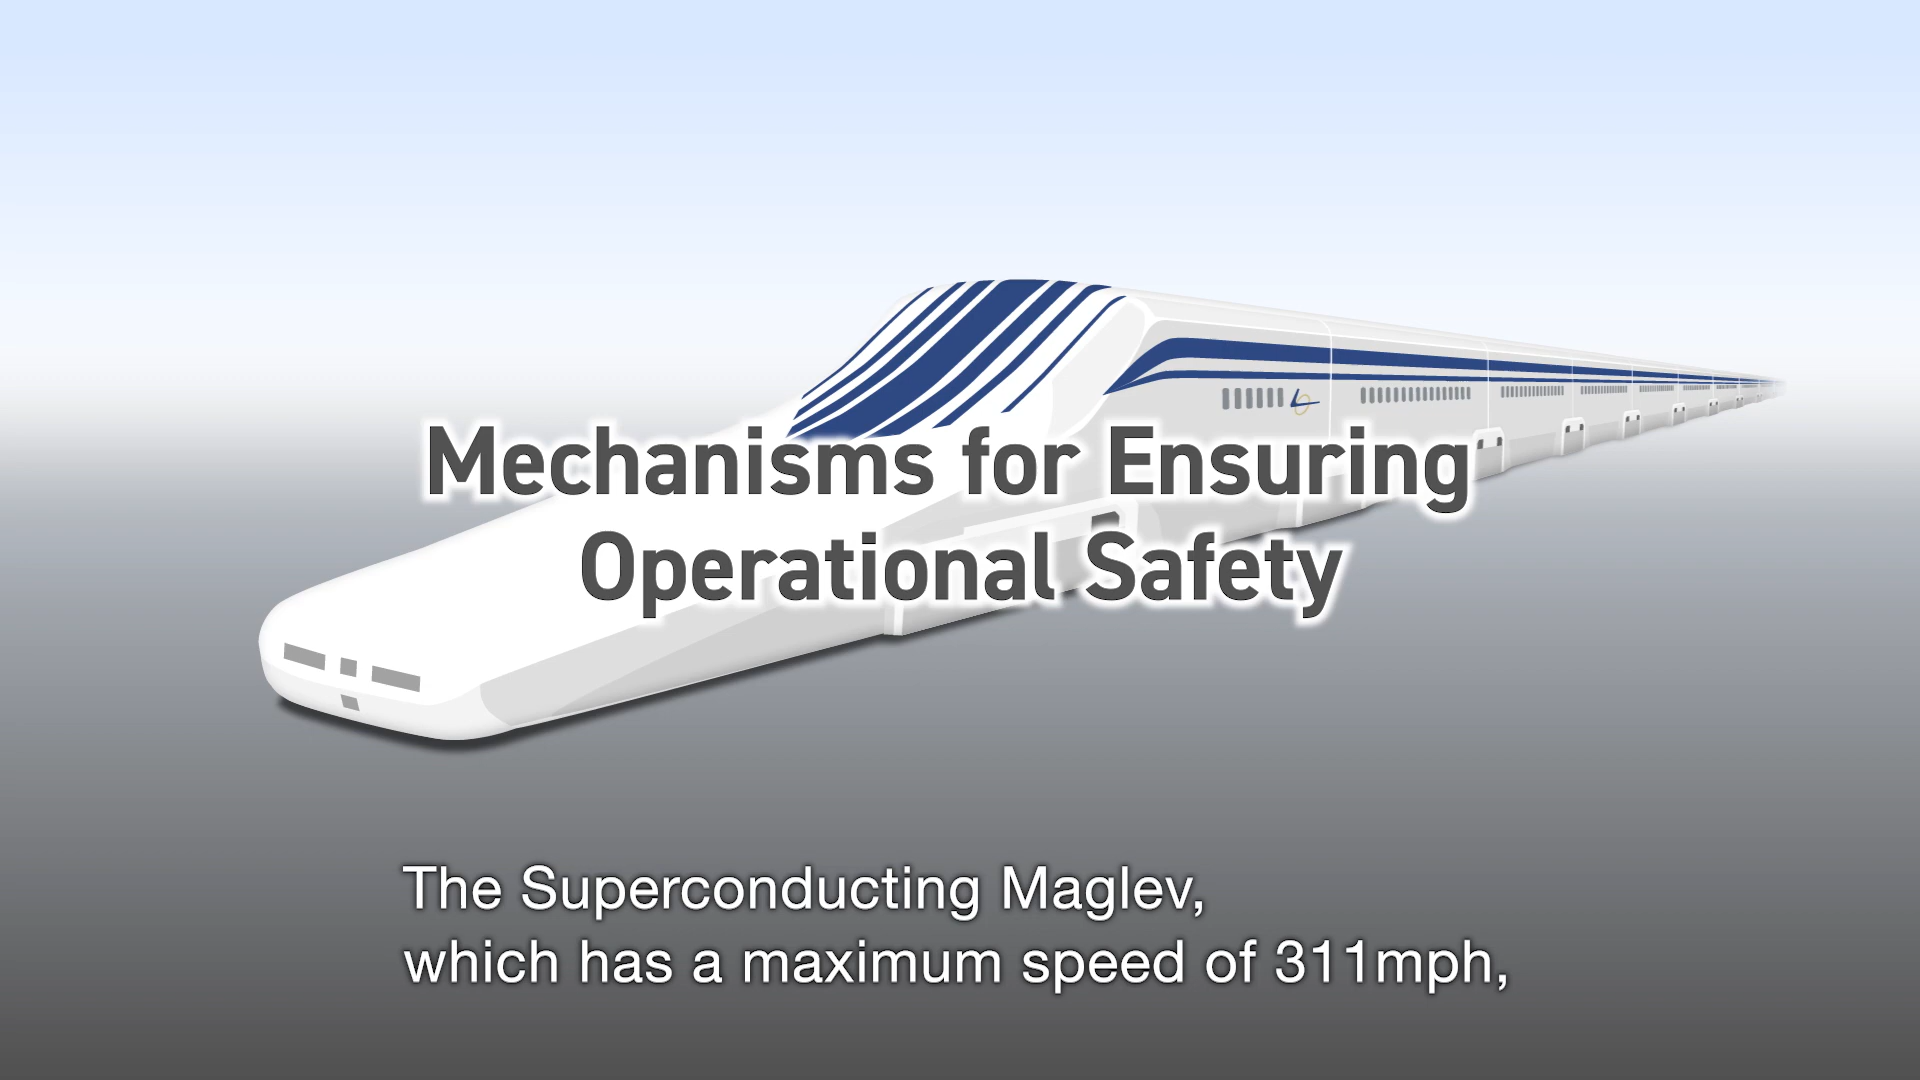 Mechanisms for Ensuring
Operational Safety
The Superconducting Maglev,
which has a maximum speed of 311mph,